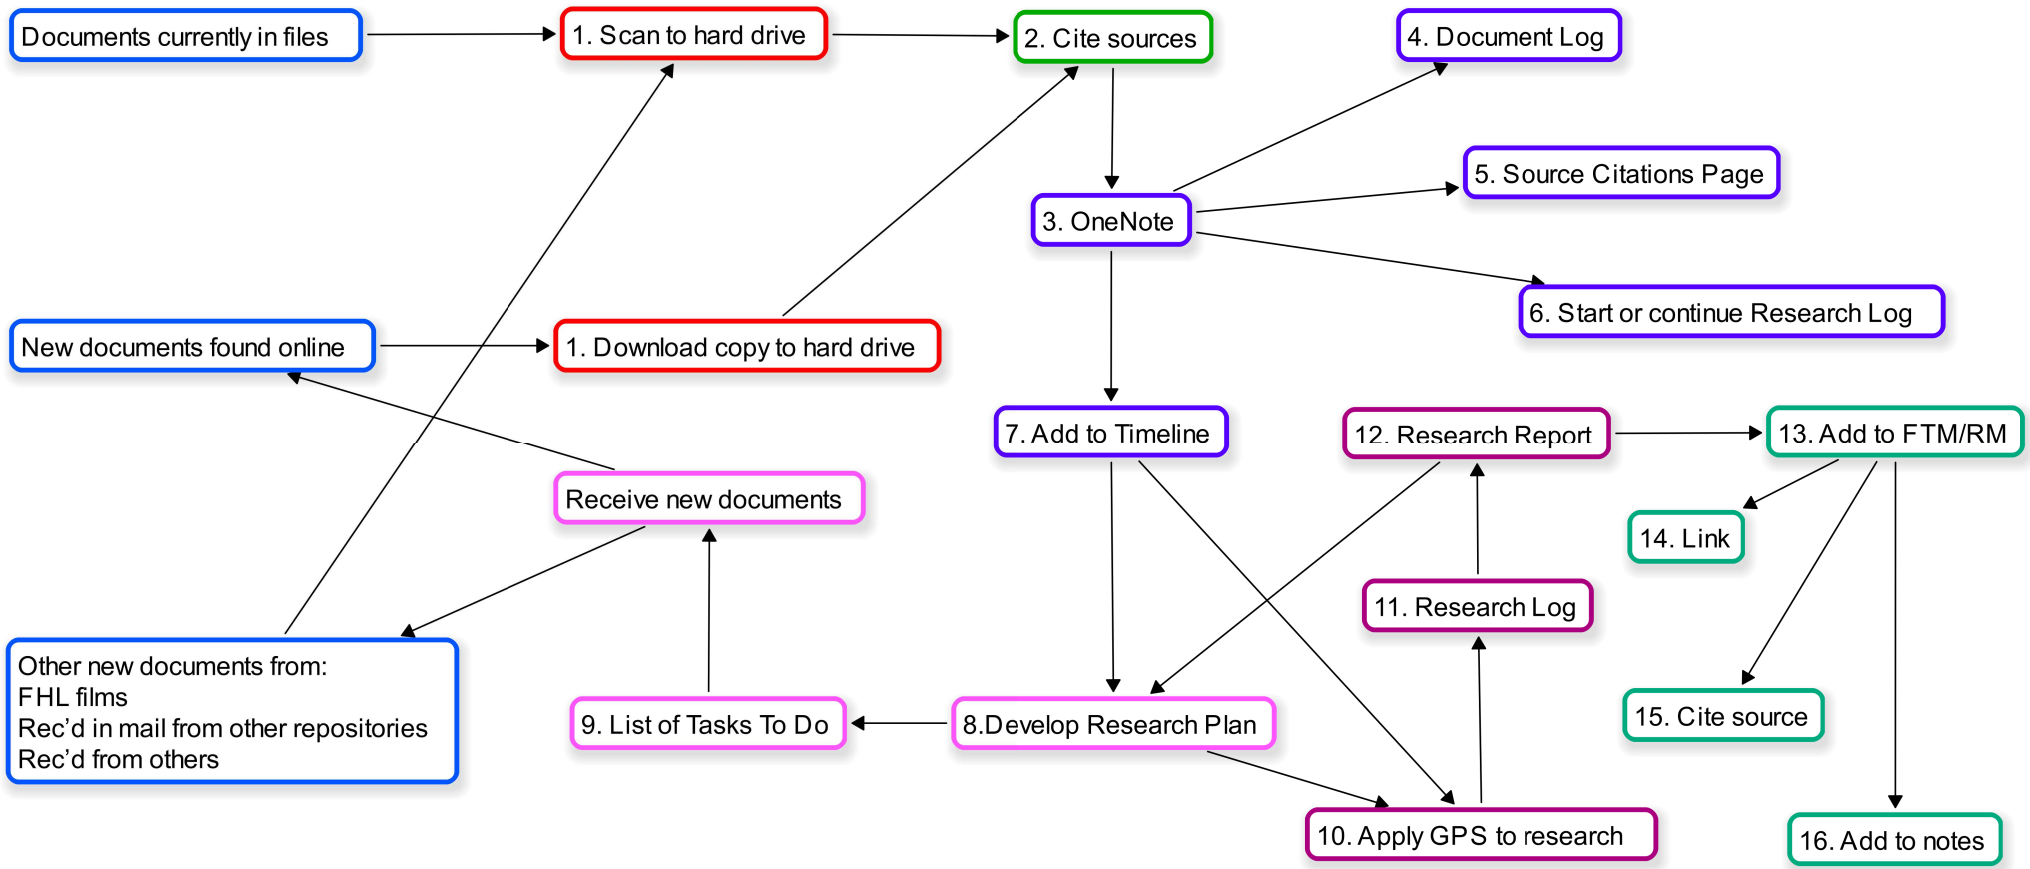 Documents currently in files
1. Scan to hard drive
2. Cite sources
4. Document Log
5. Source Citations Page
3. OneNote
6. Start or continue Research Log
New documents found online
1. Download copy to hard drive
7. Add to Timeline
12. Research Report
13. Add to FTM/RM
Receive new documents
14. Link
11. Research Log
Other new documents from:
FHL films
Rec’d in mail from other repositories
Rec’d from others
9. List of Tasks To Do
8.Develop Research Plan
15. Cite source
10. Apply GPS to research
16. Add to notes